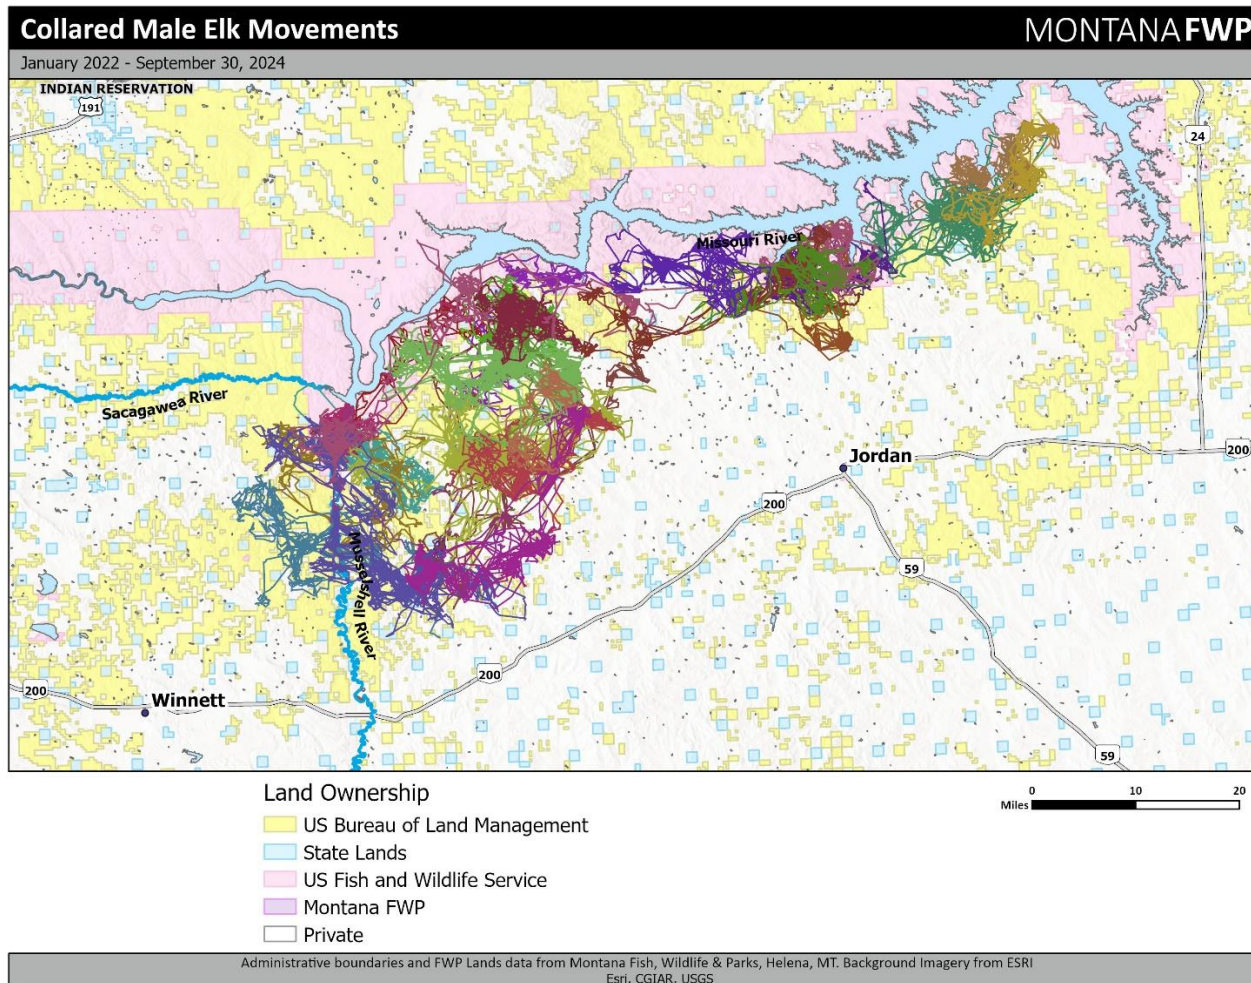 Collared Male Elk Movements
MONTANA FWP
January 2022 - September 30, 2024
INDIAN RESERVATION
191
24
Missouri River
Sacagawea River
Jordan
200
200
59
Musselshell River
200
200
Winnett
59
Land Ownership
US Bureau of Land Management
State Lands
US Fish and Wildlife Service
Montana FWP
Private
0 10 20
Miles
Administrative boundaries and FWP Lands data from Montana Fish, Wildlife & Parks, Helena, MT. Background Imagery from ESRI
Esri, CGIAR, USGS